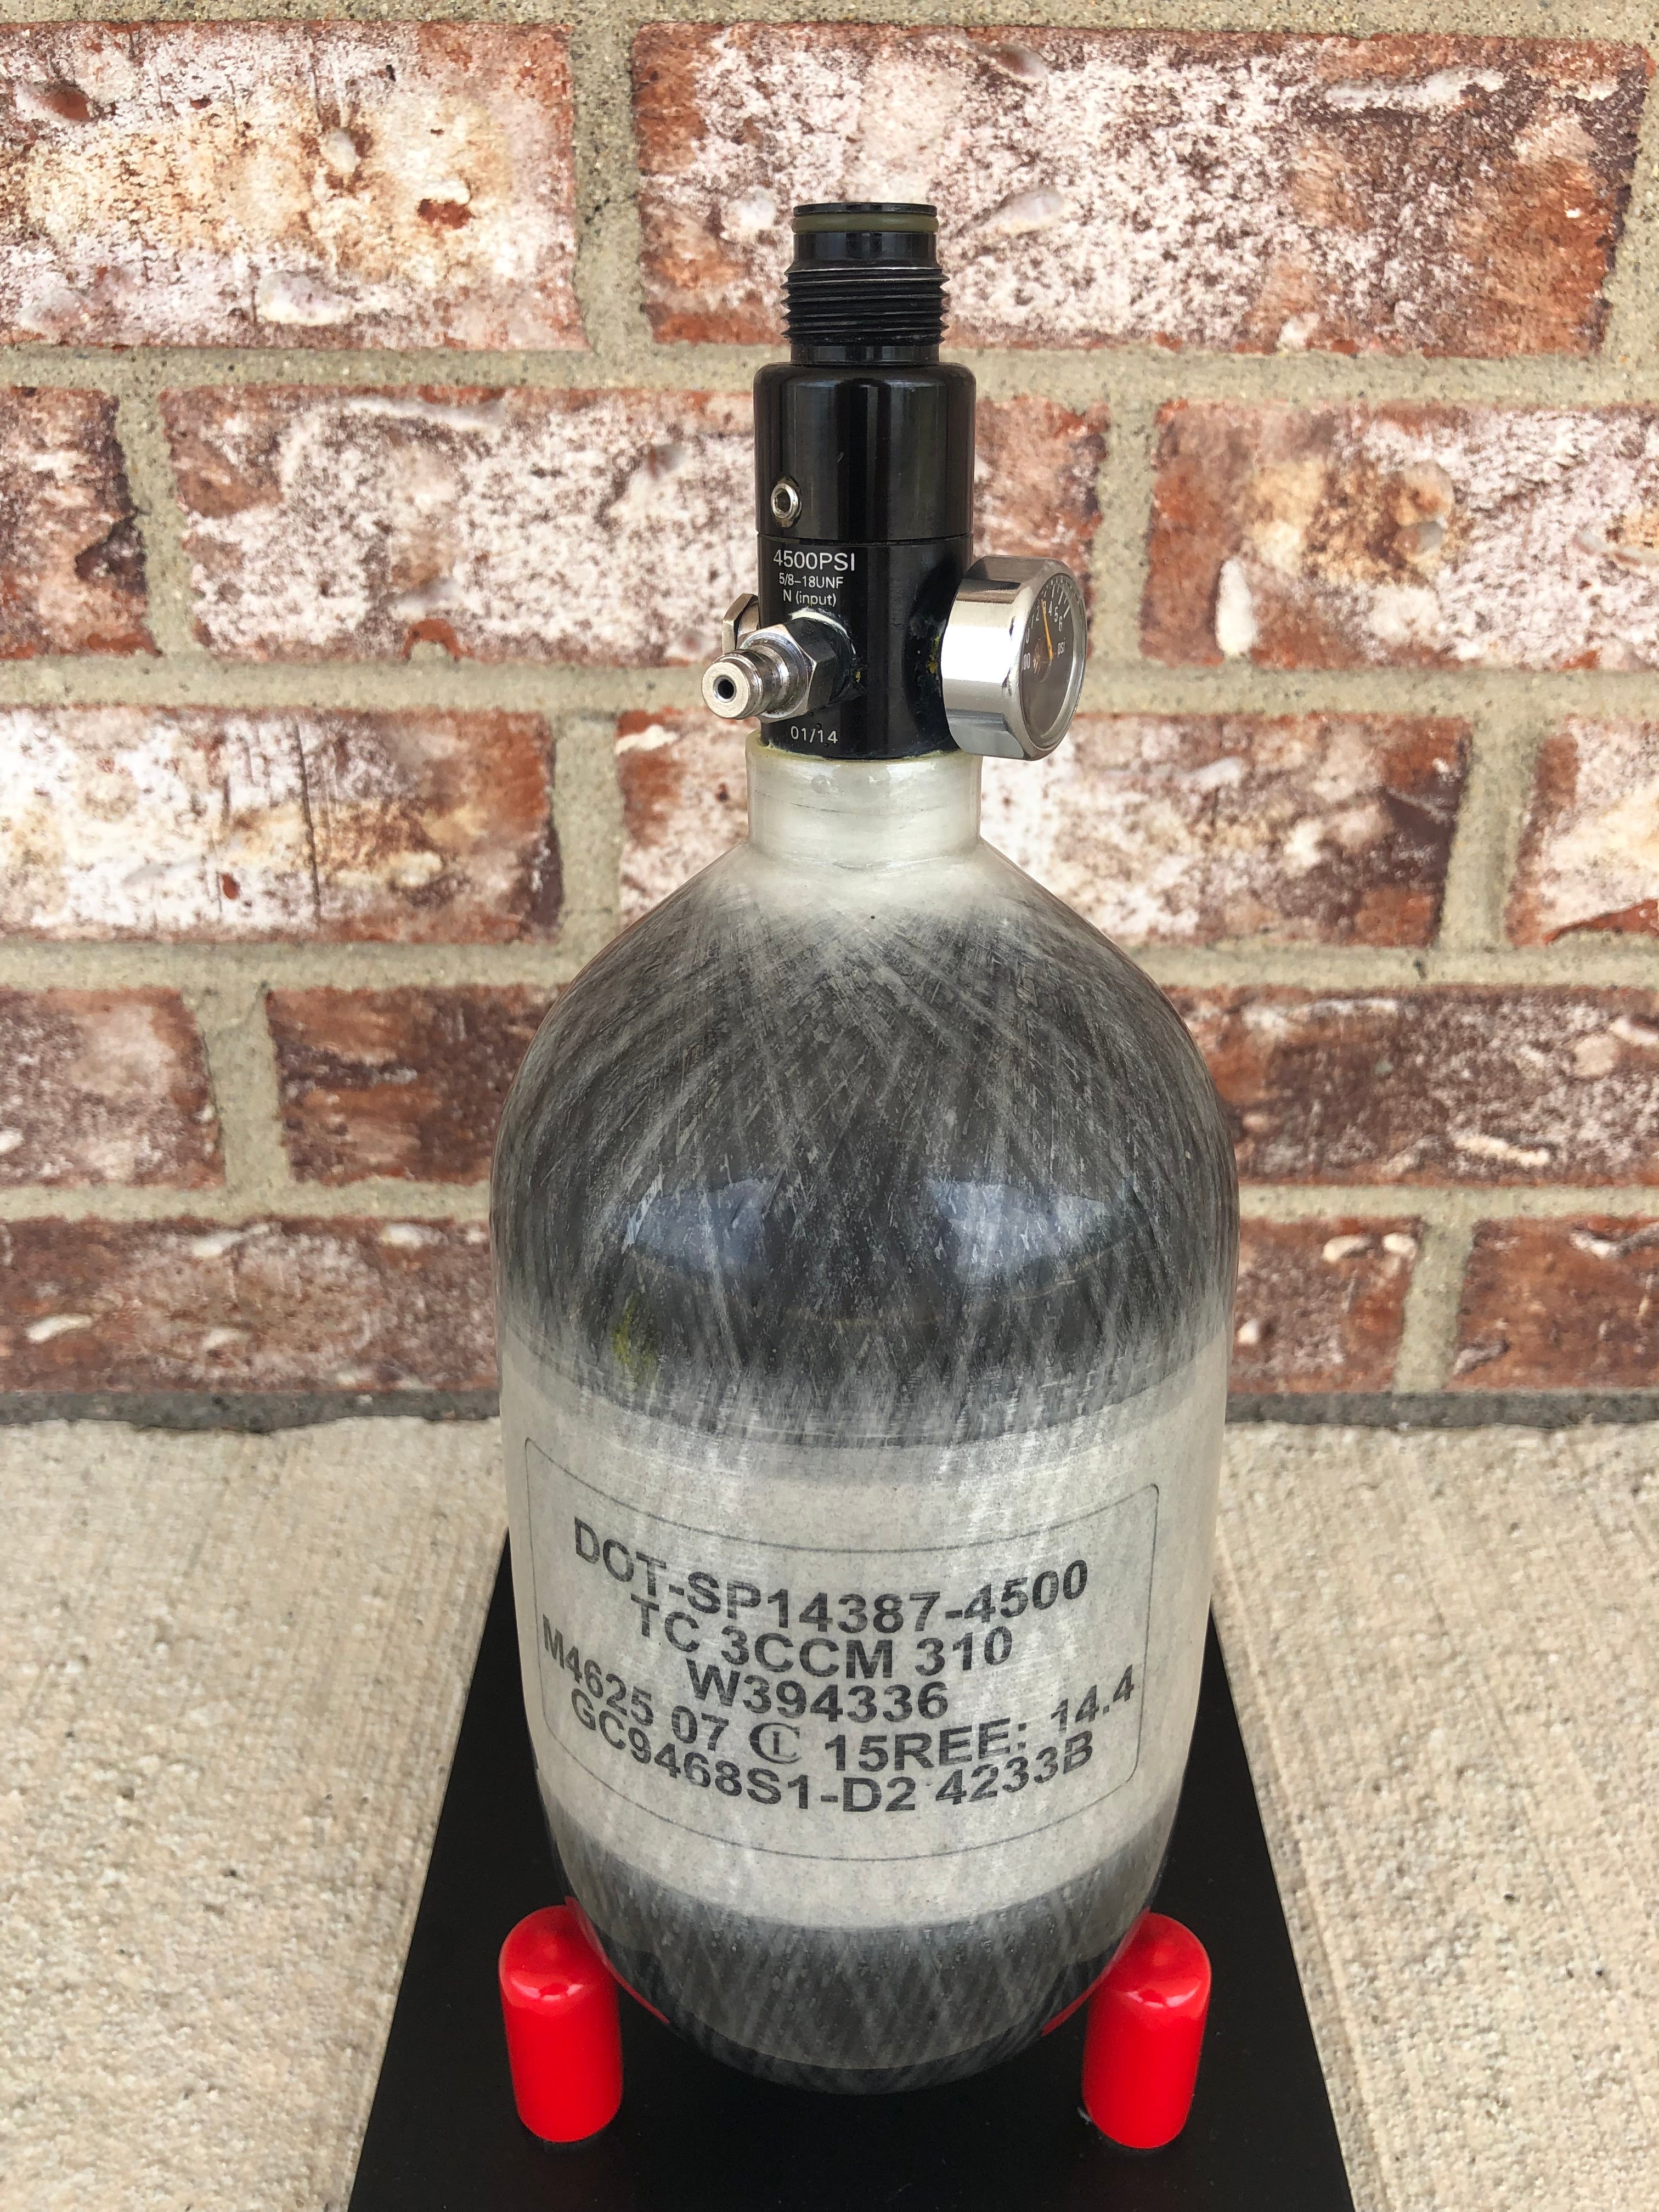 4500PSI
5/8-18UNF
N (input)
01/14
DOT-SP14387-4500
TC 3CCM 310
W394336
M4625 07 CI 15REE: 14.4
GC9468S1-D2 4233B